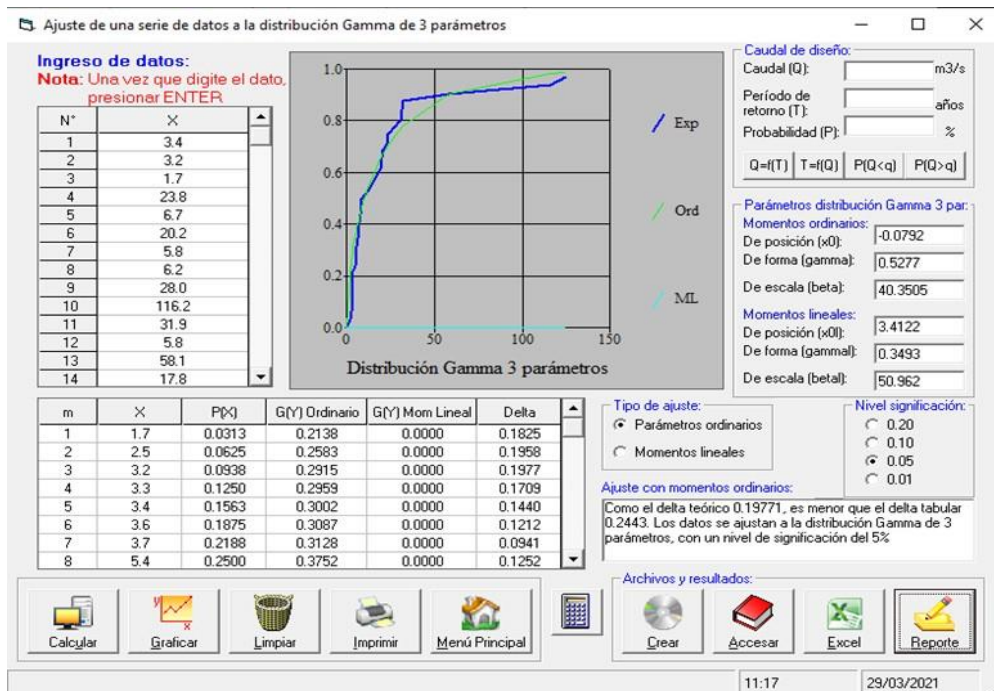 Ajuste de una serie de datos a la distribución Gamma de 3 parámetros
Ingreso de datos:
Nota: Una vez que digite el dato,
presionar ENTER
N° X
1 3.4
2 3.2
3 1.7
4 23.8
5 6.7
6 20.2
7 5.8
8 6.2
9 28.0
10 116.2
11 31.9
12 5.8
13 58.1
14 17.8
1.0
0.8
0.6
0.4
0.2
0.0
0 50 100 150
Distribución Gamma 3 parámetros
Exp
Ord
ML
Caudal de diseño:
Caudal (Q): m3/s
Período de
retorno (T): años
Probabilidad (P): %
Q=f(T) T=f(Q) P(Q<q) P(Q>q)
Parámetros distribución Gamma 3 par:
Momentos ordinarios:
De posición (x0): -0.0792
De forma (gamma): 0.5277
De escala (beta): 40.3505
Momentos lineales:
De posición (x0l): 3.4122
De forma (gammal): 0.3493
De escala (betal): 50.962
m X P(X) G(Y) Ordinario G(Y) Mom Lineal Delta
1 1.7 0.0313 0.2138 0.0000 0.1825
2 2.5 0.0625 0.2583 0.0000 0.1958
3 3.2 0.0938 0.2915 0.0000 0.1977
4 3.3 0.1250 0.2959 0.0000 0.1709
5 3.4 0.1563 0.3002 0.0000 0.1440
6 3.6 0.1875 0.3087 0.0000 0.1212
7 3.7 0.2188 0.3128 0.0000 0.0941
8 5.4 0.2500 0.3752 0.0000 0.1252
Tipo de ajuste:
Parámetros ordinarios
Momentos lineales
Nivel significación:
0.20
0.10
0.05
0.01
Ajuste con momentos ordinarios:
Como el delta teórico 0.19771, es menor que el delta tabular
0.2443. Los datos se ajustan a la distribución Gamma de 3
parámetros, con un nivel de significación del 5%
Calcular Graficar Limpiar Imprimir Menú Principal
Archivos y resultados:
Crear Accesar Excel Reporte
11:17 29/03/2021